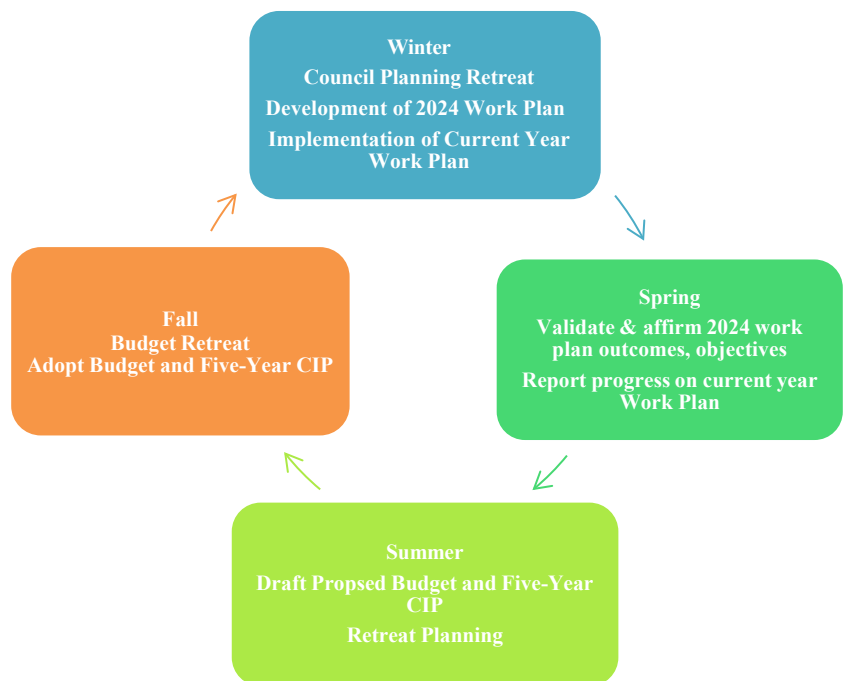 Winter
Council Planning Retreat
Development of 2024 Work Plan
Implementation of Current Year
Work Plan
Spring
Validate & affirm 2024 work
plan outcomes, objectives
Report progress on current year
Work Plan
Summer
Draft Propsed Budget and Five-Year
CIP
Retreat Planning
Fall
Budget Retreat
Adopt Budget and Five-Year CIP